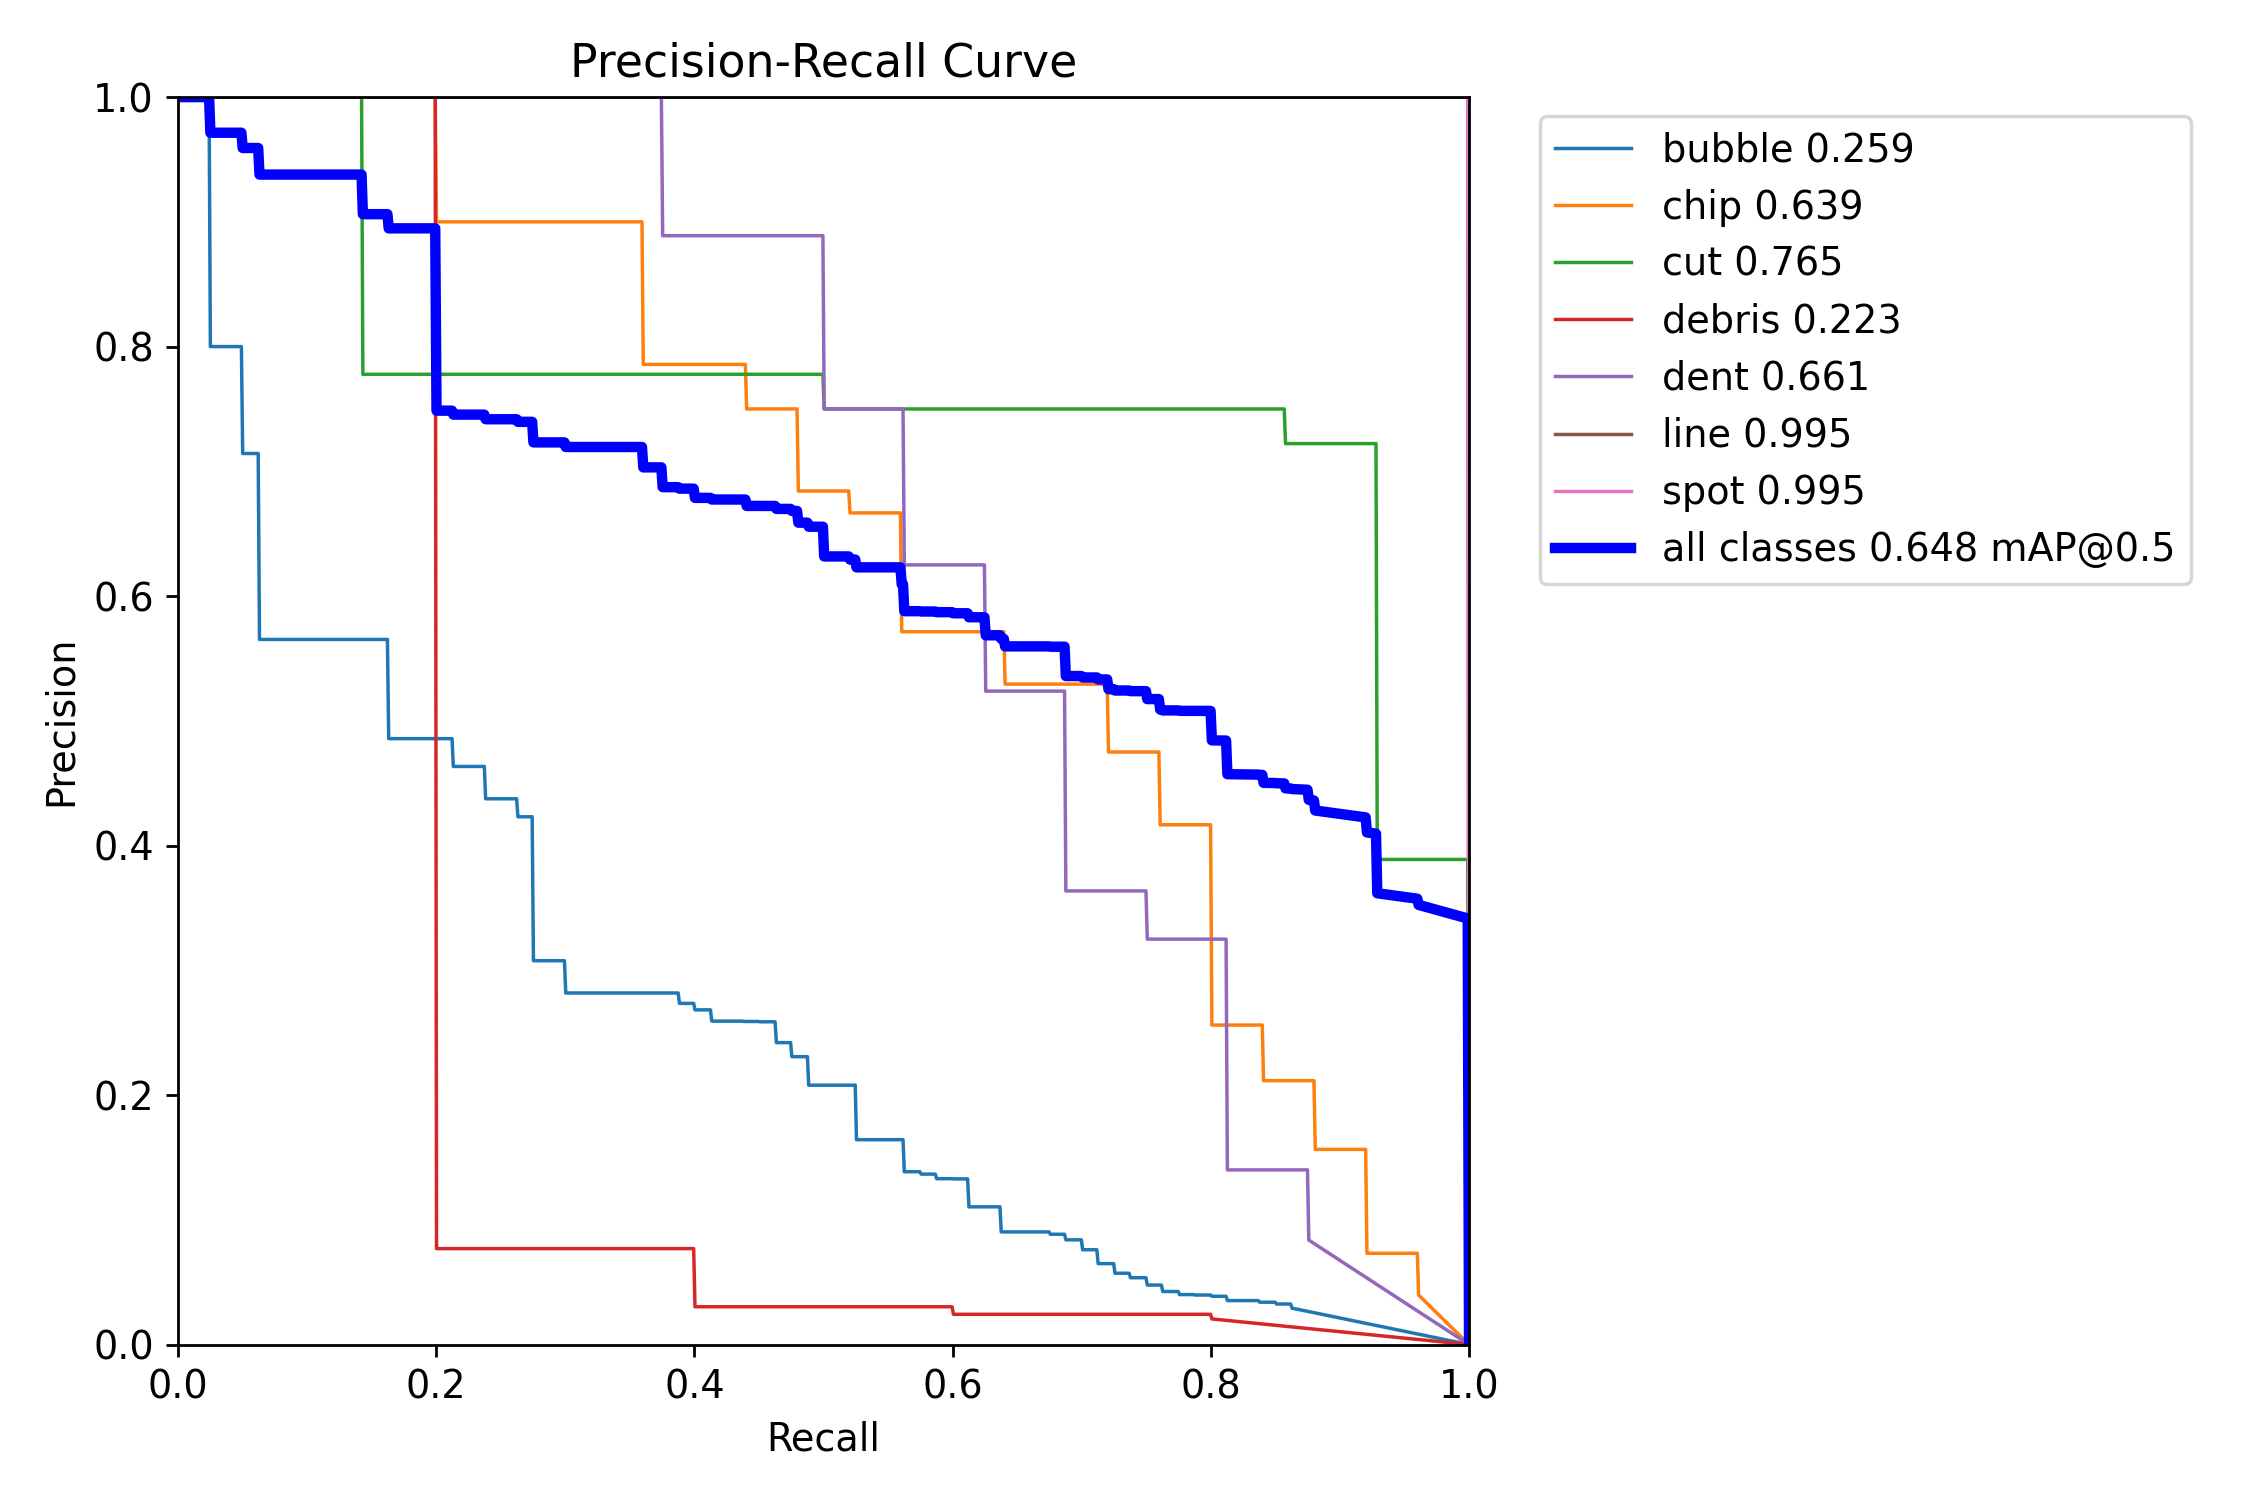 Precision-Recall Curve
1.0
0.8
0.6
0.4
0.2
0.0
Precision
0.0 0.2 0.4 0.6 0.8 1.0
Recall
bubble 0.259
chip 0.639
cut 0.765
debris 0.223
dent 0.661
line 0.995
spot 0.995
all classes 0.648 mAP@0.5